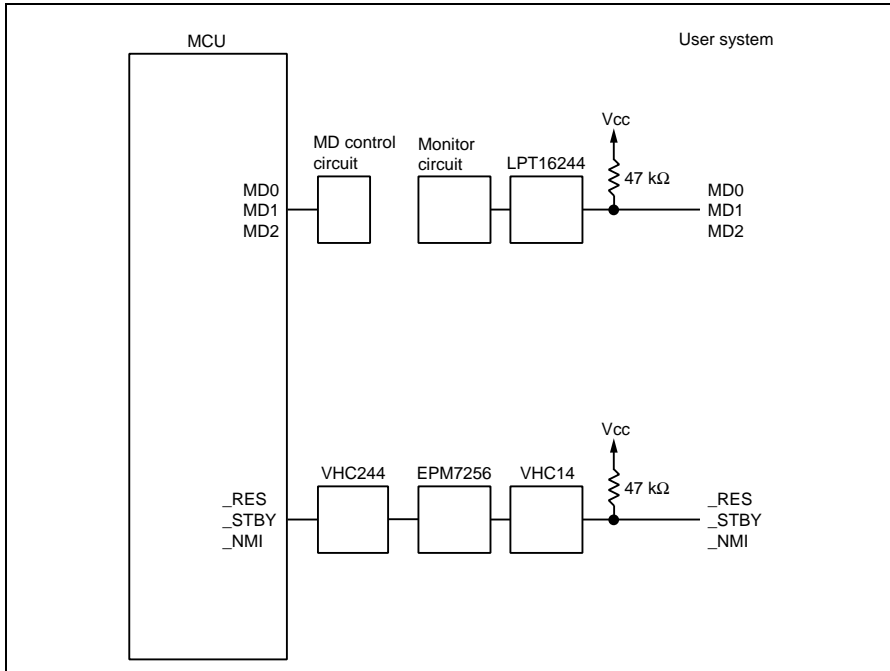 MCU
User system
MD control
circuit
Monitor
circuit
LPT16244
Vcc
47 kΩ
MD0
MD1
MD2
MD0
MD1
MD2
VHC244
EPM7256
VHC14
Vcc
47 kΩ
_RES
_STBY
_NMI
_RES
_STBY
_NMI